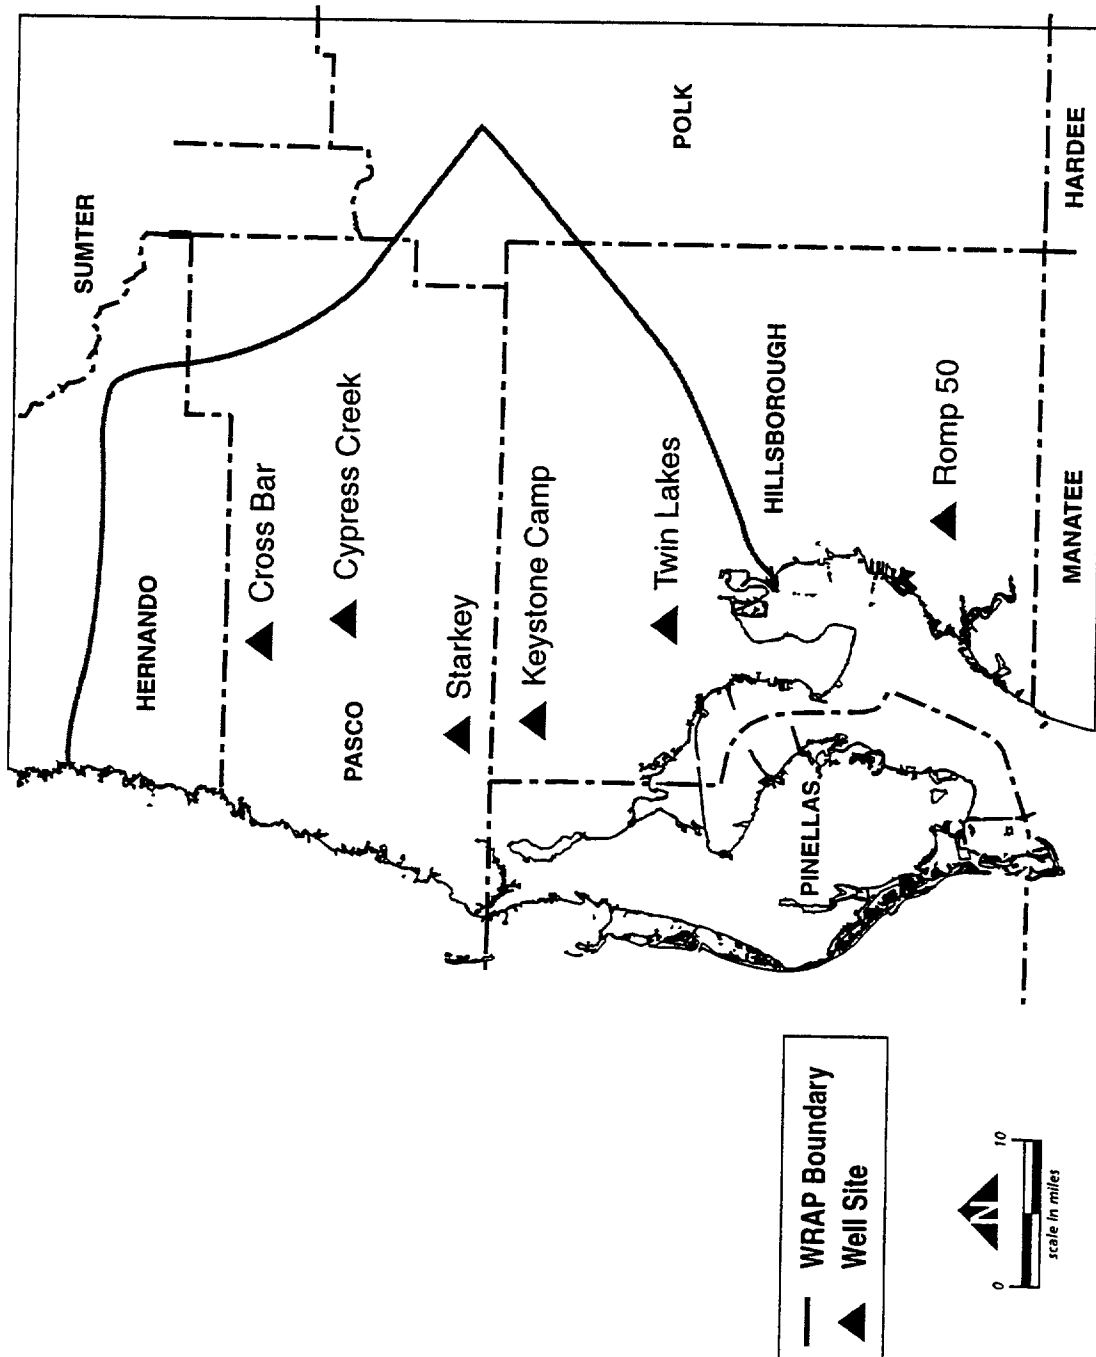 SUMTER
HERNANDO
Cross Bar
Cypress Creek
PASCO
Starkey
Keystone Camp
POLK
Twin Lakes
HILLSBOROUGH
PINELLAS
Romp 50
MANATEE
HARDEE
WRAP Boundary
Well Site
N
0 10
scale in miles